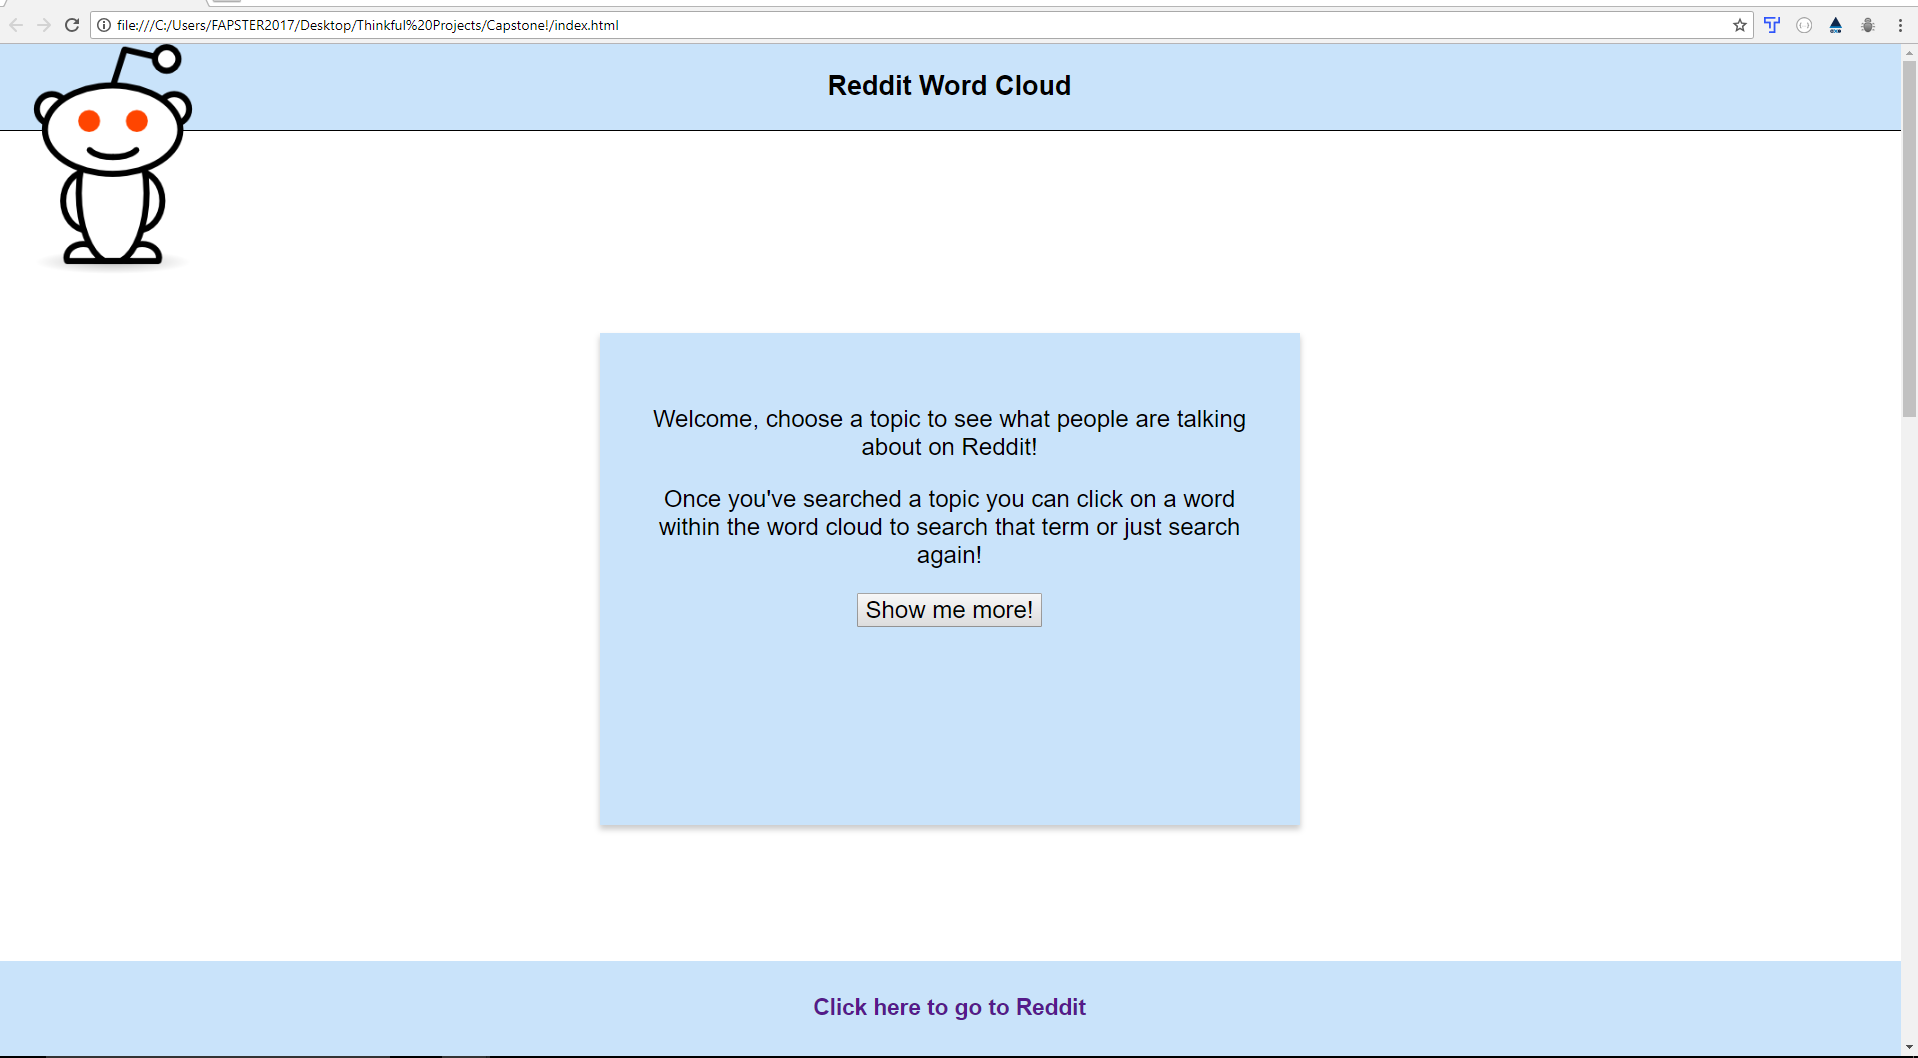 file:///C:/Users/FAPSTER2017/Desktop/Thinkful%20Projects/Capstone!/index.html
Reddit Word Cloud
Welcome, choose a topic to see what people are talking
about on Reddit!
Once you've searched a topic you can click on a word
within the word cloud to search that term or just search
again!
Show me more!
Click here to go to Reddit